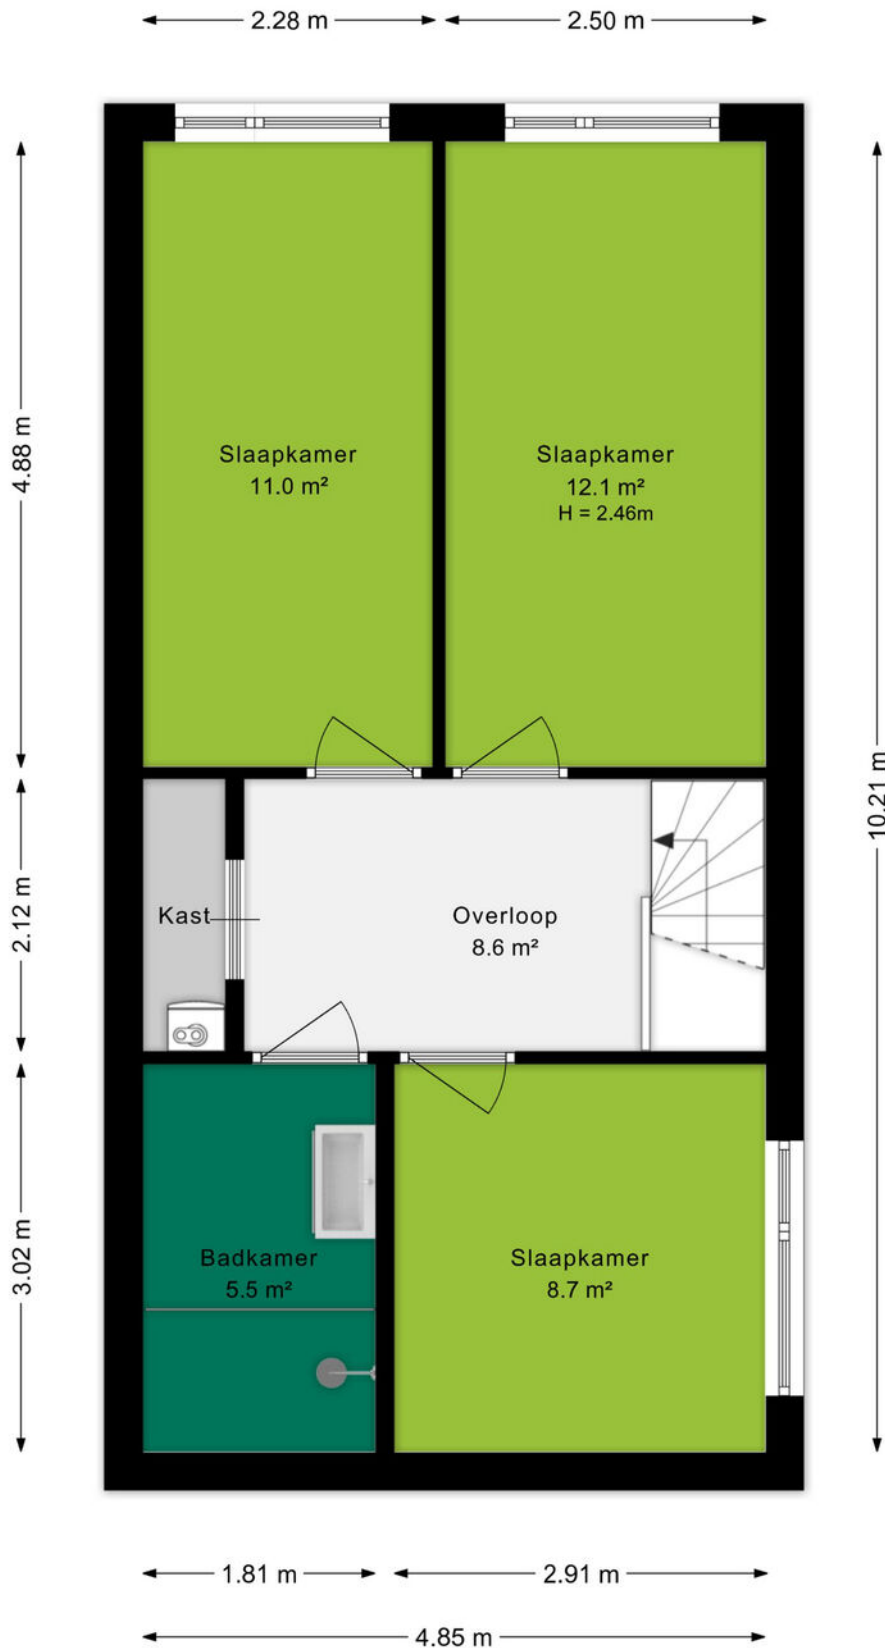 2.28 m
2.50 m
4.88 m
Slaapkamer
11.0 m²
Slaapkamer
12.1 m²
H = 2.46m
10.21 m
2.12 m
Kast
Overloop
8.6 m²
3.02 m
Badkamer
5.5 m²
Slaapkamer
8.7 m²
1.81 m
2.91 m
4.85 m